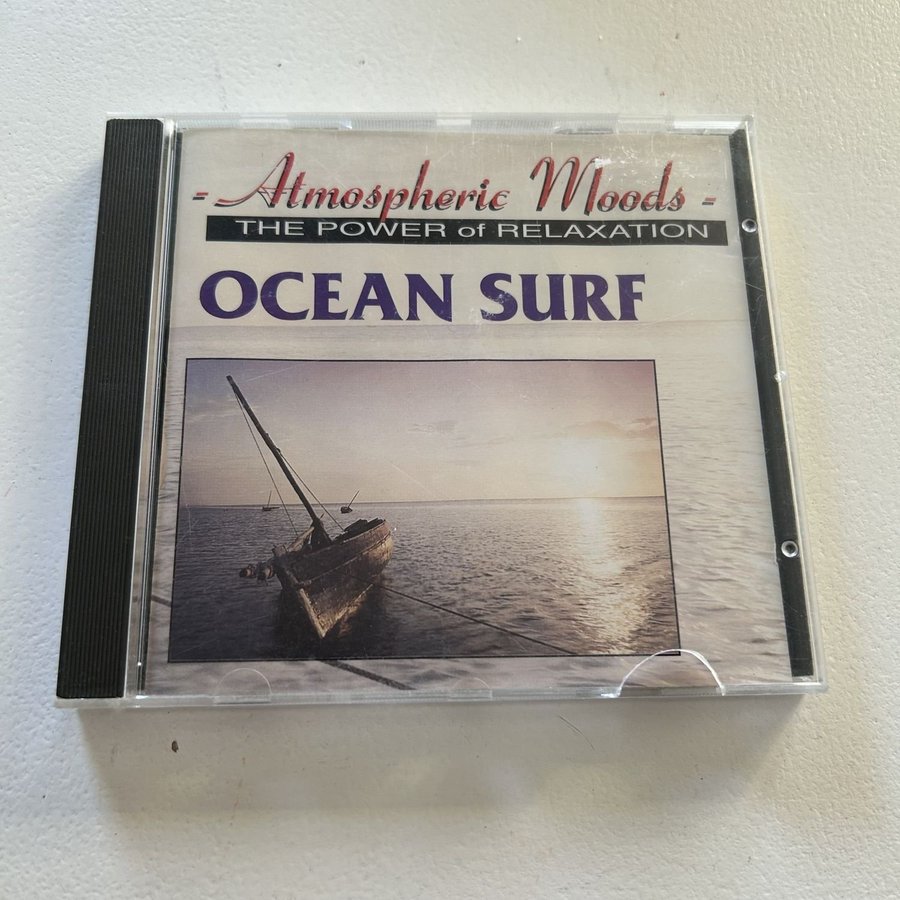 - Atmospheric Moods -
THE POWER of RELAXATION
OCEAN SURF